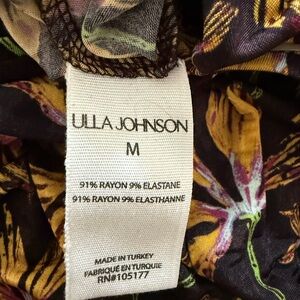 ULLA JOHNSON
M
91% RAYON 9% ELASTANE
91% RAYON 9% ELASTHANNE
MADE IN TURKEY
FABRIQUÉ EN TURQUIE
RN#105177